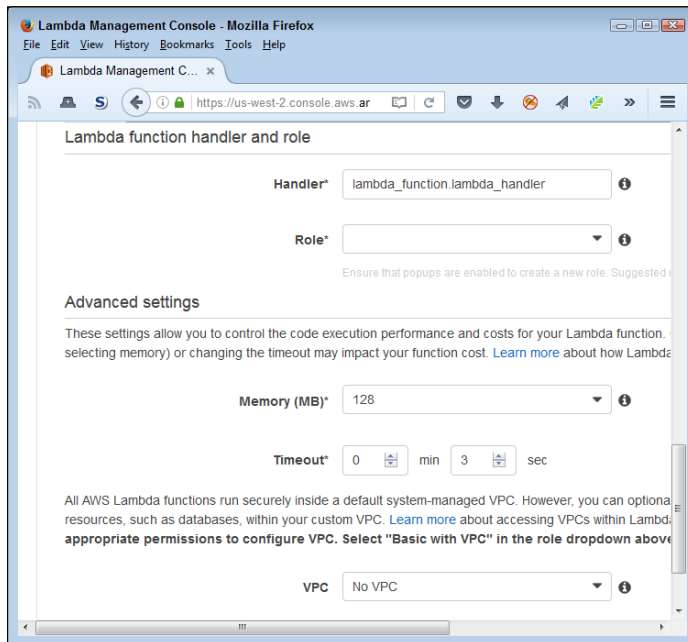 Lambda Management Console - Mozilla Firefox
File Edit View History Bookmarks Tools Help
Lambda Management C... ×
S) https://us-west-2.console.aws.ar
Lambda function handler and role
Handler* lambda_function.lambda_handler
Role*
Ensure that popups are enabled to create a new role. Suggested
Advanced settings
These settings allow you to control the code execution performance and costs for your Lambda function.
selecting memory) or changing the timeout may impact your function cost. Learn more about how Lambda
Memory (MB)* 128
Timeout* 0 min 3 sec
All AWS Lambda functions run securely inside a default system-managed VPC. However, you can optiona
resources, such as databases, within your custom VPC. Learn more about accessing VPCs within Lambda
appropriate permissions to configure VPC. Select "Basic with VPC" in the role dropdown above
VPC No VPC